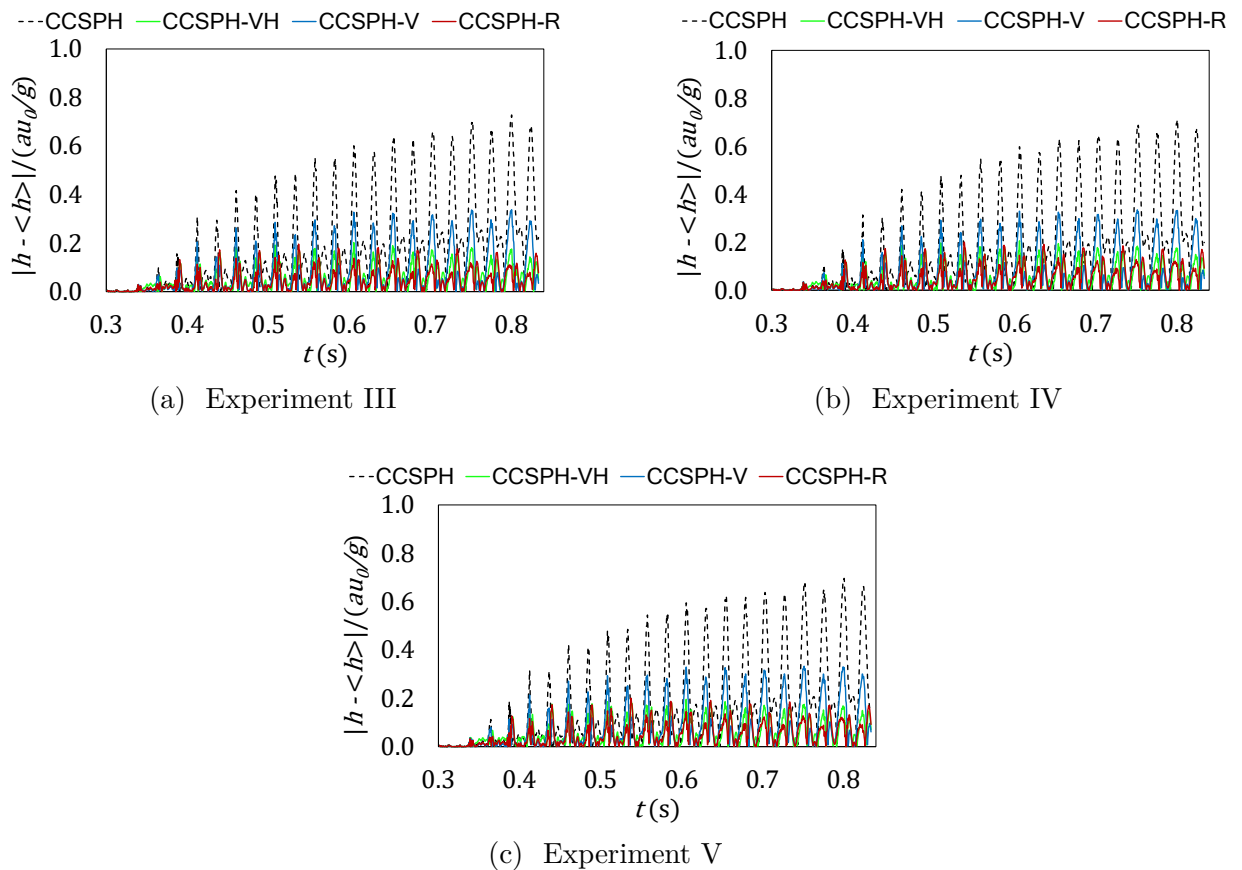 CCSPH CCSPH-VH CCSPH-V CCSPH-R
1.0
0.8
0.6
0.4
0.2
0.0
|h - <h>|/(au0/g)
0.3 0.4 0.5 0.6 0.7 0.8
t(s)
(a) Experiment III
CCSPH CCSPH-VH CCSPH-V CCSPH-R
1.0
0.8
0.6
0.4
0.2
0.0
|h - <h>|/(au0/g)
0.3 0.4 0.5 0.6 0.7 0.8
t(s)
(b) Experiment IV
CCSPH CCSPH-VH CCSPH-V CCSPH-R
1.0
0.8
0.6
0.4
0.2
0.0
|h - <h>|/(au0/g)
0.3 0.4 0.5 0.6 0.7 0.8
t(s)
(c) Experiment V